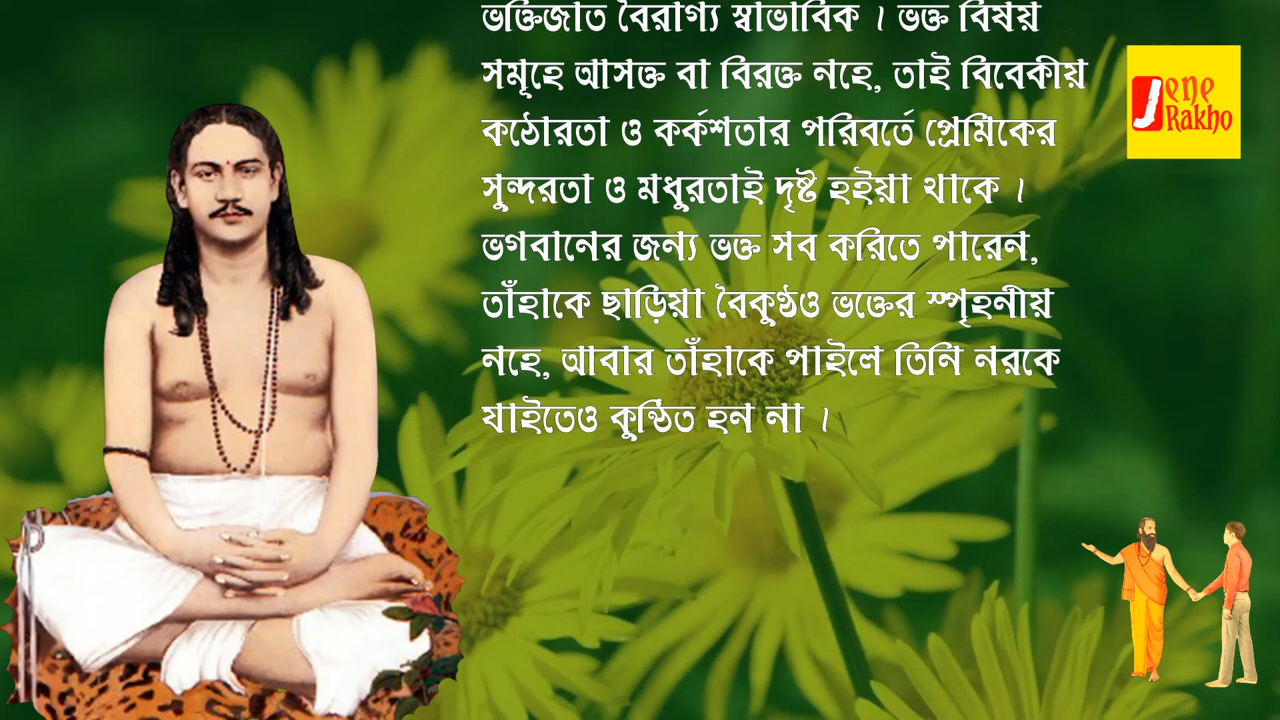 ভক্তিজাত বৈরাগ্য স্বাভাবিক । ভক্ত বিষয়
সমূহে আসক্ত বা বিরক্ত নহে, তাই বিবেকীয়
কঠোরতা ও কর্কশতার পরিবর্তে প্রেমিকের
সুন্দরতা ও মধুরতাই দৃষ্ট হইয়া থাকে ।
ভগবানের জন্য ভক্ত সব করিতে পারেন,
তাঁহাকে ছাড়িয়া বৈকুণ্ঠও ভক্তের স্পৃহনীয়
নহে, আবার তাঁহাকে পাইলে তিনি নরকে
যাইতেও কুন্ঠিত হন না ।
Jene
Rakho